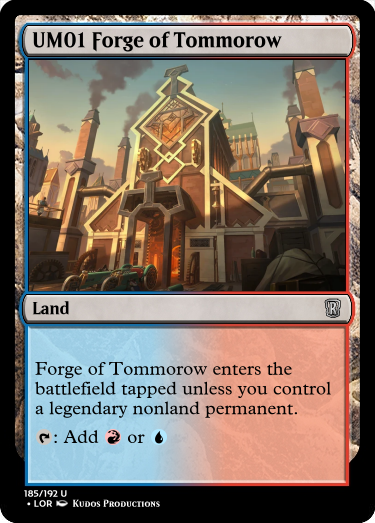 UM01 Forge of Tommorow
Land
R
Forge of Tommorow enters the
battlefield tapped unless you control
a legendary nonland permanent.
: Add or
185/192 U
• LOR Kudos Productions